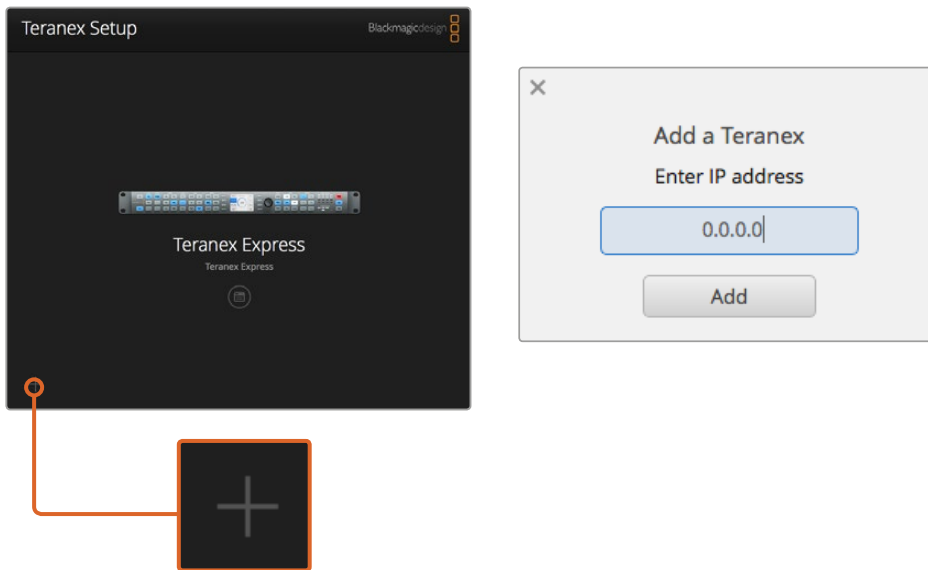 Teranex Setup
Blackmagicdesign
Teranex Express
Teranex Express
Add a Teranex
Enter IP address
0.0.0.0
Add